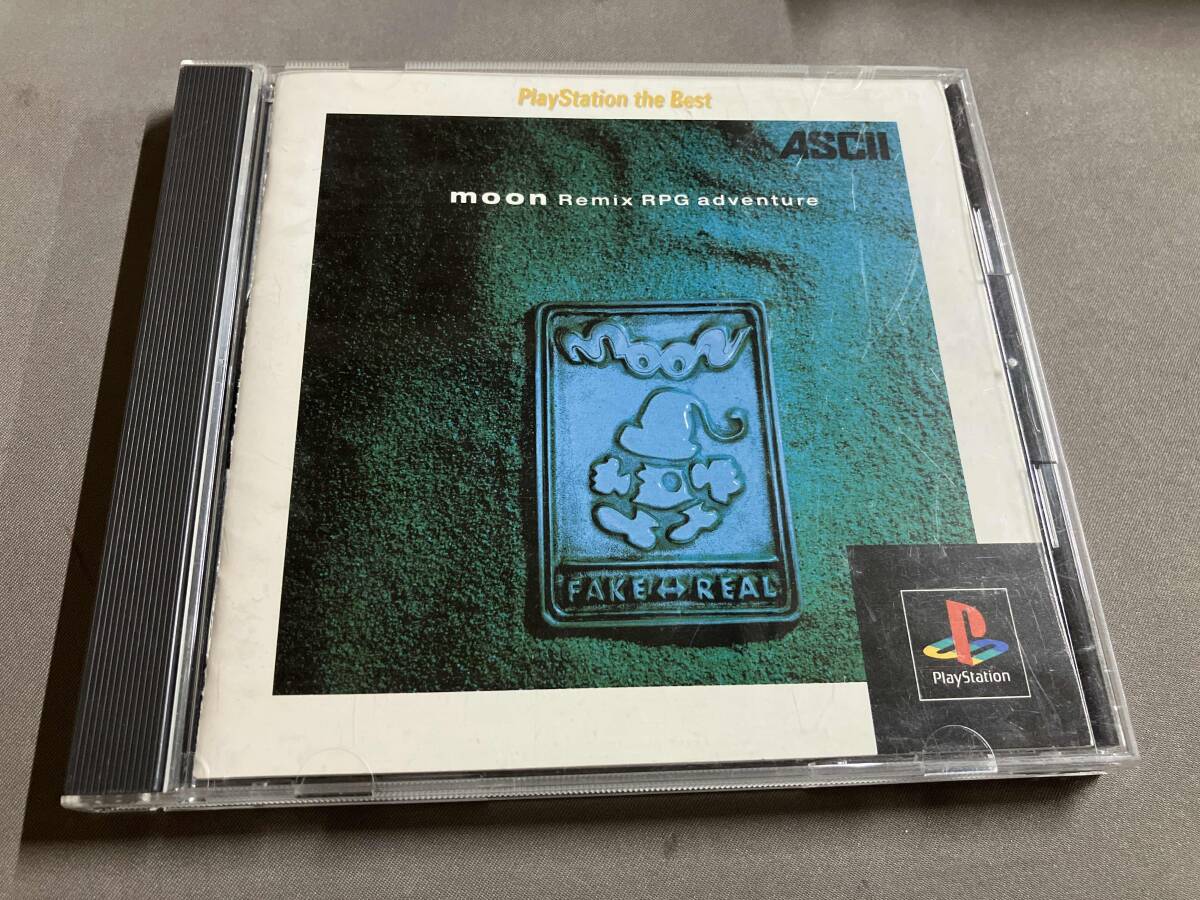 PlayStation the Best
ASCII
moon Remix RPG adventure
MOON
FAKE↔REAL
PlayStation